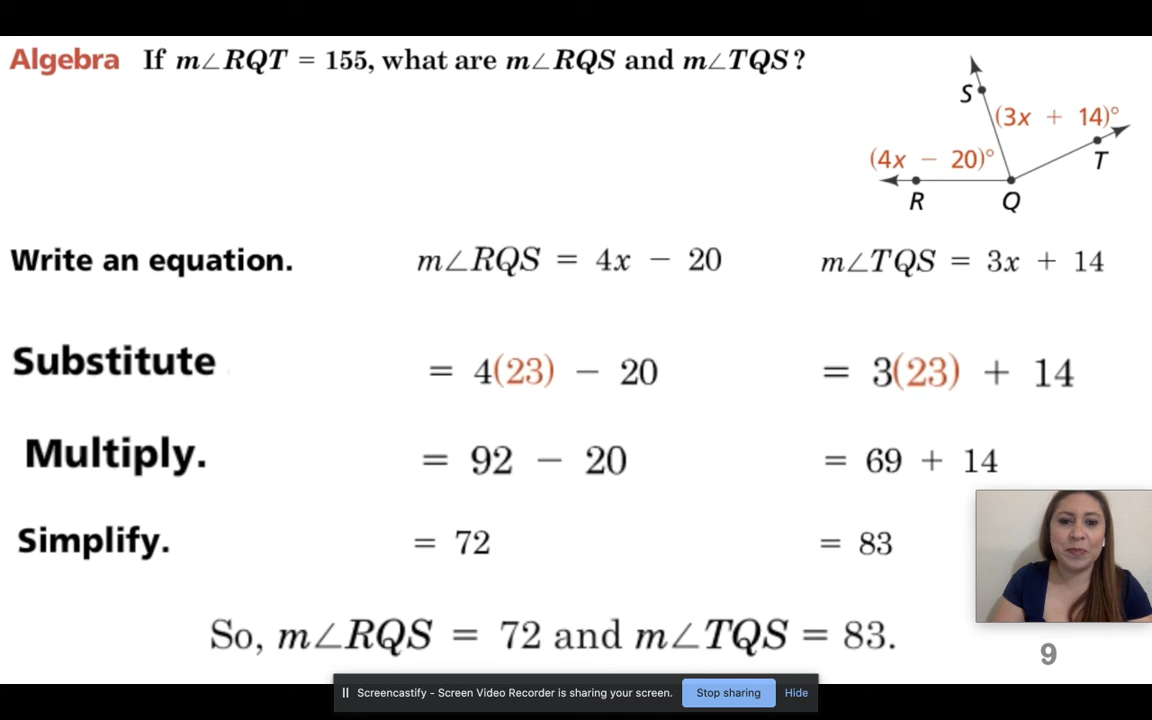 Algebra If m∠RQT = 155, what are m∠RQS and m∠TQS?
S
(3x + 14)°
(4x − 20)°
T
R
Q
Write an equation. m∠RQS = 4x − 20 m∠TQS = 3x + 14
Substitute = 4(23) − 20 = 3(23) + 14
Multiply. = 92 − 20 = 69 + 14
Simplify. = 72 = 83
So, m∠RQS = 72 and m∠TQS = 83.
9
Screencastify - Screen Video Recorder is sharing your screen. Stop sharing Hide